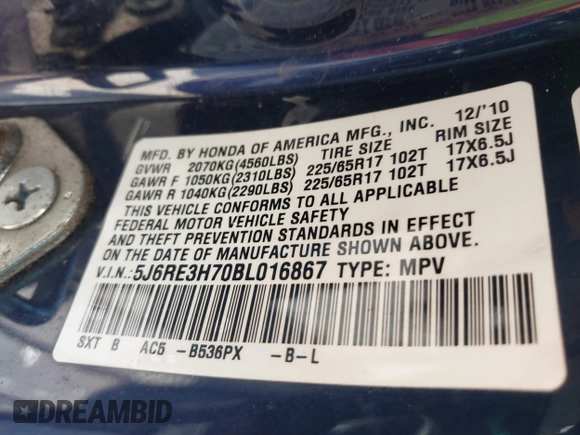 MFD. BY HONDA OF AMERICA MFG., INC. 12/'10
GVWR 2070KG(4560LBS) TIRE SIZE RIM SIZE
GAWR F 1050KG(2310LBS) 225/65R17 102T 17X6.5J
GAWR R 1040KG(2290LBS) 225/65R17 102T 17X6.5J
THIS VEHICLE CONFORMS TO ALL APPLICABLE
FEDERAL MOTOR VEHICLE SAFETY
AND THEFT PREVENTION STANDARDS IN EFFECT
ON THE DATE OF MANUFACTURE SHOWN ABOVE.
V.I.N.: 5J6RE3H70BL016867 TYPE: MPV
SXT B AC5 -B536PX -B-L
DREAMBID